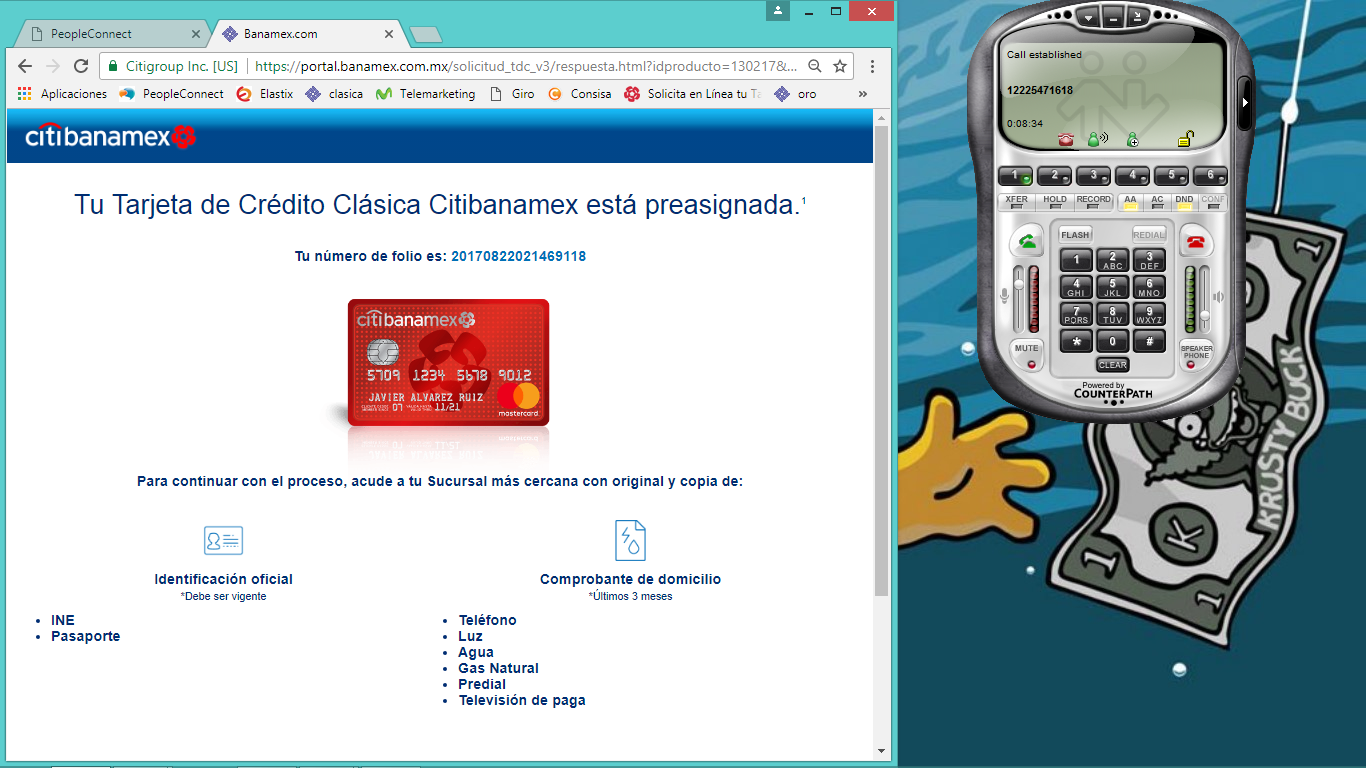 PeopleConnect
Banamex.com
Citigroup Inc. [US]
https://portal.banamex.com.mx/solicitud_tdc_v3/respuesta.html?idproducto=130217&...
Aplicaciones
PeopleConnect
Elastix
clasica
Telemarketing
Giro
Consisa
Solicita en Línea tu Ta
oro
»
citibanamex
Tu Tarjeta de Crédito Clásica Citibanamex está preasignada.¹
Tu número de folio es: 20170822021469118
citibanamex
5709 1234 5678 9012
JAVIER ALVAREZ RUIZ
07 11/21
mastercard
Para continuar con el proceso, acude a tu Sucursal más cercana con original y copia de:
Identificación oficial
*Debe ser vigente
• INE
• Pasaporte
Comprobante de domicilio
*Últimos 3 meses
• Teléfono
• Luz
• Agua
• Gas Natural
• Predial
• Televisión de paga
Call established
12225471618
0:08:34
1 2 3 4 5 6
XFER HOLD RECORD AA AC DND CONF
FLASH REDIAL
1 2 ABC 3 DEF
4 GHI 5 JKL 6 MNO
7 PQRS 8 TUV 9 WXYZ
* 0 #
MUTE
SPEAKER PHONE
CLEAR
Powered by
COUNTERPATH
1
KRUSTY BUCK
K
1
1